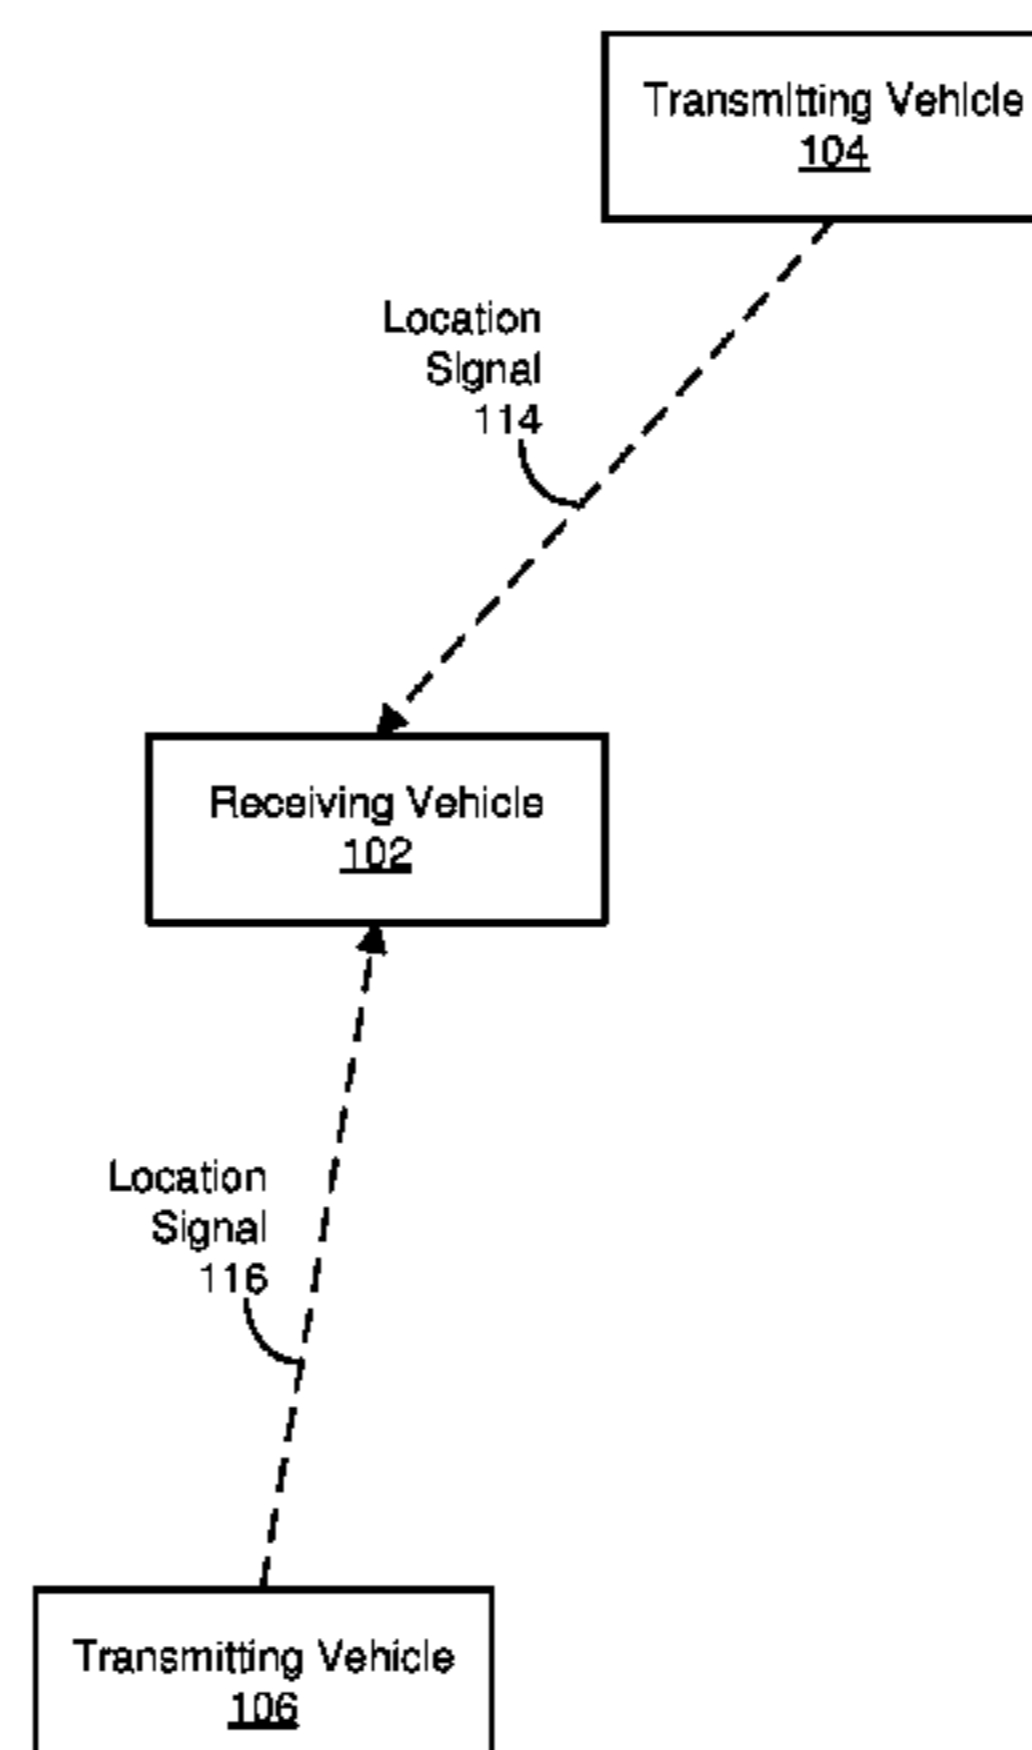 Transmitting Vehicle
104
Location
Signal
114
Receiving Vehicle
102
Location
Signal
116
Transmitting Vehicle
106